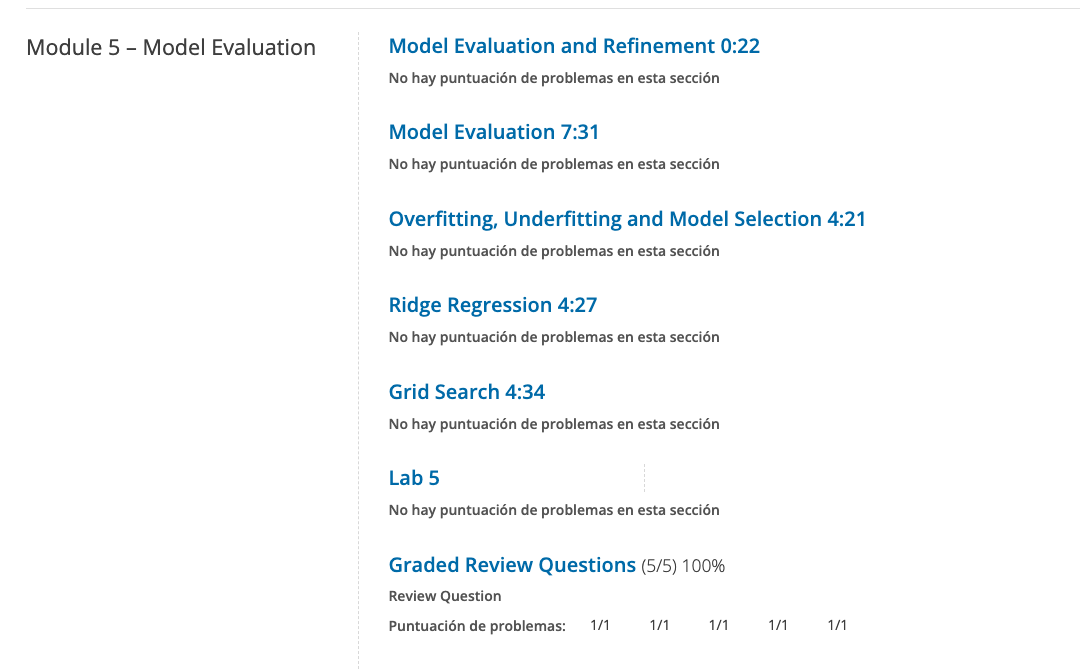 Module 5 – Model Evaluation
Model Evaluation and Refinement 0:22
No hay puntuación de problemas en esta sección
Model Evaluation 7:31
No hay puntuación de problemas en esta sección
Overfitting, Underfitting and Model Selection 4:21
No hay puntuación de problemas en esta sección
Ridge Regression 4:27
No hay puntuación de problemas en esta sección
Grid Search 4:34
No hay puntuación de problemas en esta sección
Lab 5
No hay puntuación de problemas en esta sección
Graded Review Questions (5/5) 100%
Review Question
Puntuación de problemas: 1/1 1/1 1/1 1/1 1/1